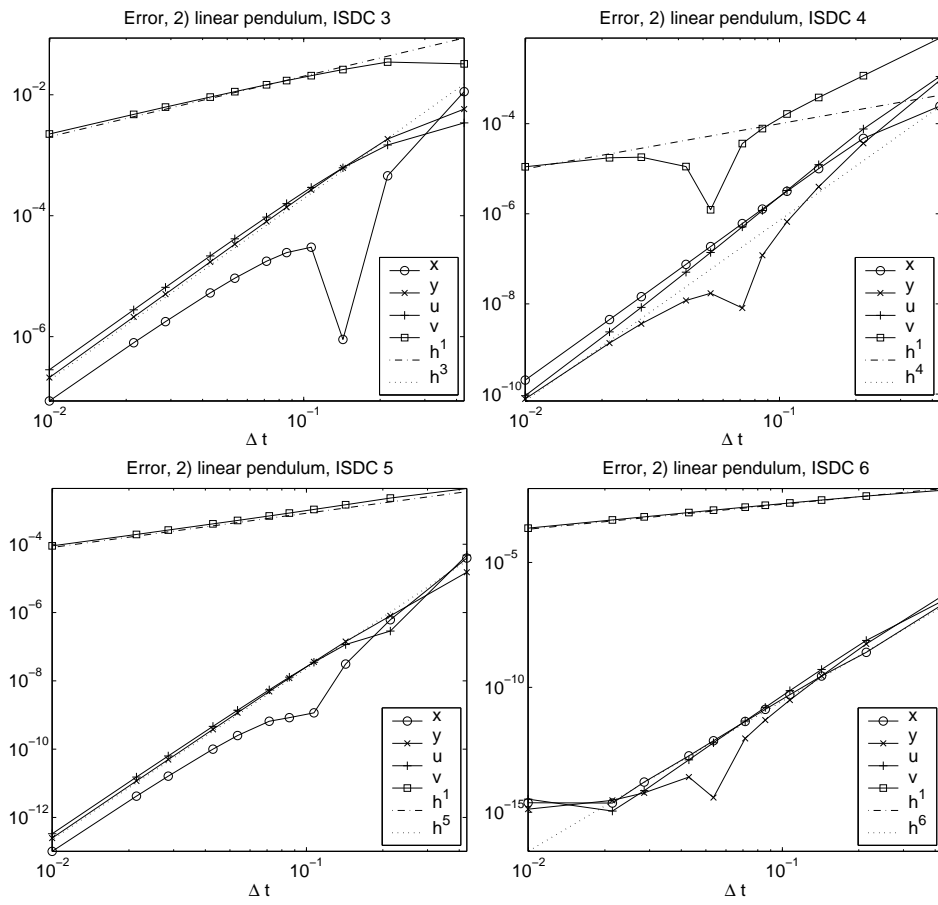 Error, 2) linear pendulum, ISDC 3
10^−2
10^−4
10^−6
10^−2
10^−1
Δ t
x
y
u
v
h^1
h^3
Error, 2) linear pendulum, ISDC 4
10^−4
10^−6
10^−8
10^−10
10^−2
10^−1
Δ t
x
y
u
v
h^1
h^4
Error, 2) linear pendulum, ISDC 5
10^−4
10^−6
10^−8
10^−10
10^−12
10^−2
10^−1
Δ t
x
y
u
v
h^1
h^5
Error, 2) linear pendulum, ISDC 6
10^−5
10^−10
10^−15
10^−2
10^−1
Δ t
x
y
u
v
h^1
h^6